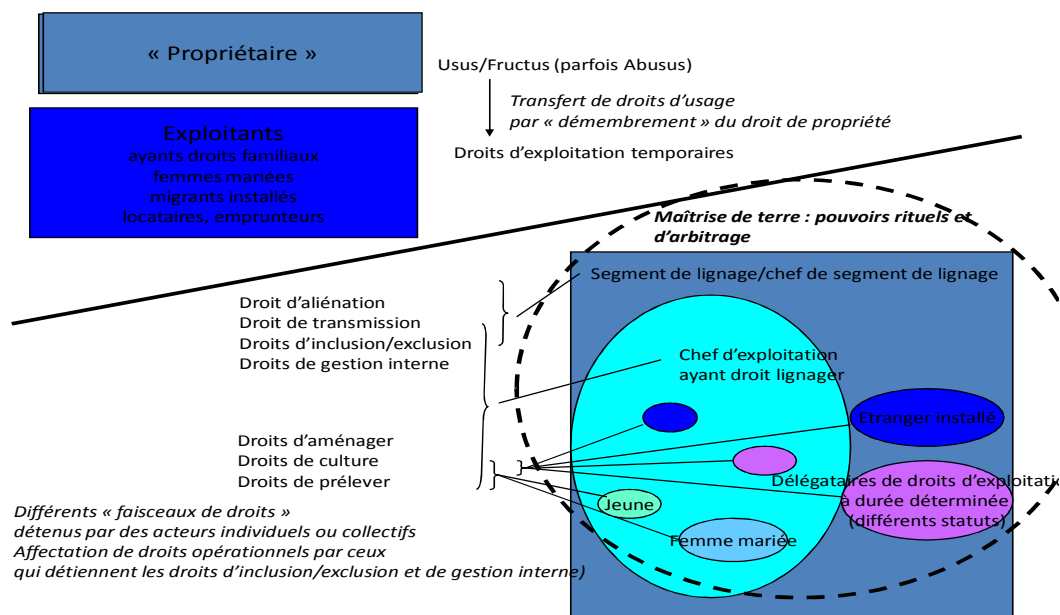 « Propriétaire »
Usus/Fructus (parfois Abusus)
Transfert de droits d'usage
par « démembrement » du droit de propriété
Droits d'exploitation temporaires
Exploitants
ayants droits familiaux
femmes mariées
migrants installés
locataires, emprunteurs
Maîtrise de terre : pouvoirs rituels et
d'arbitrage
Segment de lignage/chef de segment de lignage
Droit d'aliénation
Droit de transmission
Droits d'inclusion/exclusion
Droits de gestion interne
Chef d'exploitation
ayant droit lignager
Etranger installé
Droits d'aménager
Droits de culture
Droits de prélever
Délégataires de droits d'exploitatio
à durée déterminée
(différents statuts)
Jeune
Femme mariée
Différents « faisceaux de droits »
détenus par des acteurs individuels ou collectifs
Affectation de droits opérationnels par ceux
qui détiennent les droits d'inclusion/exclusion et de gestion interne)